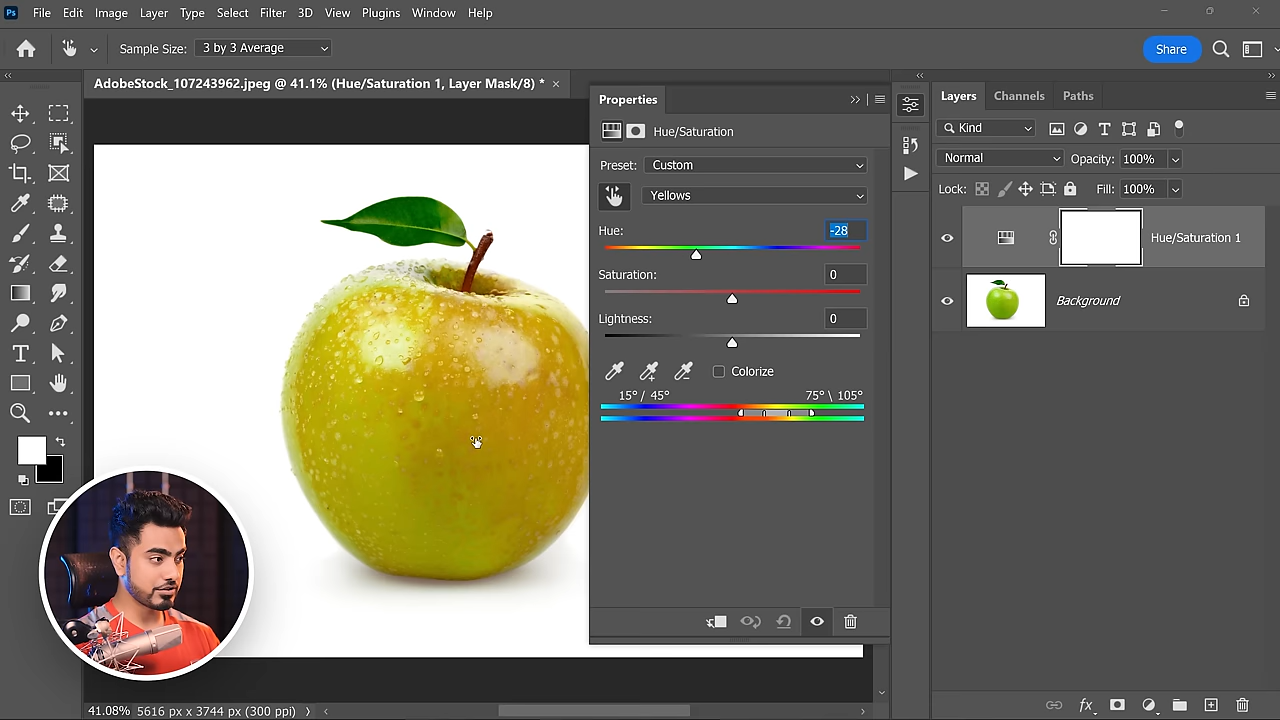 Ps File Edit Image Layer Type Select Filter 3D View Plugins Window Help
Sample Size: 3 by 3 Average Share
AdobeStock_107243962.jpeg @ 41.1% (Hue/Saturation 1, Layer Mask/8) *
Properties
Hue/Saturation
Preset: Custom
Yellows
Hue: -28
Saturation: 0
Lightness: 0
Colorize
15° / 45° 75° \ 105°
Layers Channels Paths
Kind
Normal Opacity: 100%
Lock: Fill: 100%
Hue/Saturation 1
Background
41.08% 5616 px x 3744 px (300 ppi)